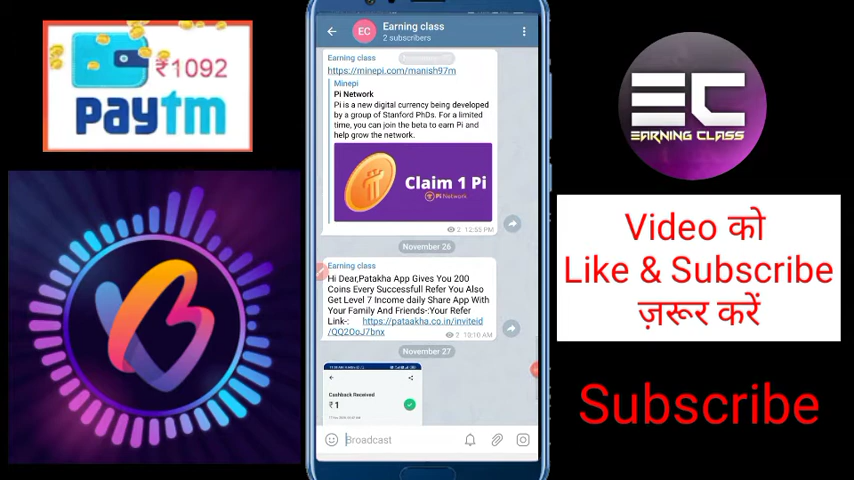 ₹1092
paytm
EC
Earning class
2 subscribers
Earning class
https://minepi.com/manish97m
Minepi
Pi Network
Pi is a new digital currency being developed
by a group of Stanford PhDs. For a limited
time, you can join the beta to earn Pi and
help grow the network.
Claim 1 Pi
Pi Network
2 12:55 PM
November 26
Earning class
Hi Dear,Patakha App Gives You 200
Coins Every Successfull Refer You Also
Get Level 7 Income daily Share App With
Your Family And Friends-:Your Refer
Link-: https://pataakha.co.in/inviteid
/QQ2OoJ7bnx
2 10:10 AM
November 27
Cashback Received
₹1
Broadcast
EC
EARNING CLASS
Video को
Like & Subscribe
ज़रूर करें
Subscribe